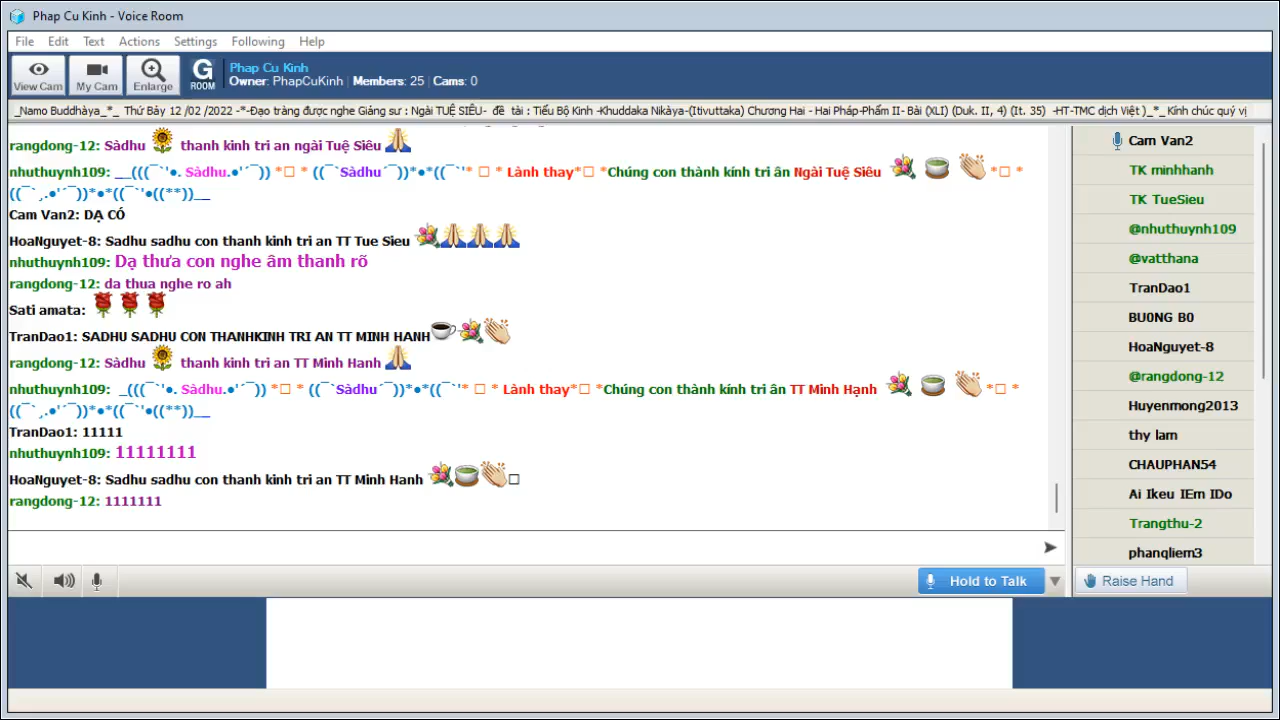 Phap Cu Kinh - Voice Room
File Edit Text Actions Settings Following Help
View Cam My Cam Enlarge G ROOM
Phap Cu Kinh
Owner: PhapCuKinh | Members: 25 | Cams: 0
_Namo Buddhàya_*_ Thứ Bảy 12 /02 /2022 -*-Đạo tràng được nghe Giảng sư : Ngài TUỆ SIÊU- đề tài : Tiểu Bộ Kinh -Khuddaka Nikàya-(Itivuttaka) Chương Hai - Hai Pháp-Phẩm II- Bài (XLI) (Duk. II, 4) (It. 35) -HT-TMC dịch Việt )_*_ Kính chúc quý vị
rangdong-12: Sàdhu thanh kinh tri an ngài Tuệ Siêu
nhuthuynh109: __(((¯`'•. Sàdhu.•'´¯)) *□ * ((¯`Sàdhu´¯))*•*((¯`'* □ * Lành thay*□ *Chúng con thành kính tri ân Ngài Tuệ Siêu *□ *
((¯`¸.•'´¯))*•*((¯`'•((**))__
Cam Van2: DẠ CÓ
HoaNguyet-8: Sadhu sadhu con thanh kinh tri an TT Tue Sieu
nhuthuynh109: Dạ thưa con nghe âm thanh rõ
rangdong-12: da thua nghe ro ah
Sati amata:
TranDao1: SADHU SADHU CON THANHKINH TRI AN TT MINH HANH
rangdong-12: Sàdhu thanh kinh tri an TT Minh Hanh
nhuthuynh109: _(((¯`'•. Sàdhu.•'´¯)) *□ * ((¯`Sàdhu´¯))*•*((¯`'* □ * Lành thay*□ *Chúng con thành kính tri ân TT Minh Hạnh *□ *
((¯`¸.•'´¯))*•*((¯`'•((**))__
TranDao1: 11111
nhuthuynh109: 11111111
HoaNguyet-8: Sadhu sadhu con thanh kinh tri an TT Minh Hanh □
rangdong-12: 1111111
Hold to Talk
Cam Van2
TK minhhanh
TK TueSieu
@nhuthuynh109
@vatthana
TranDao1
BU0NG B0
HoaNguyet-8
@rangdong-12
Huyenmong2013
thy lam
CHAUPHAN54
Ai Ikeu IEm IDo
Trangthu-2
phanqliem3
Raise Hand